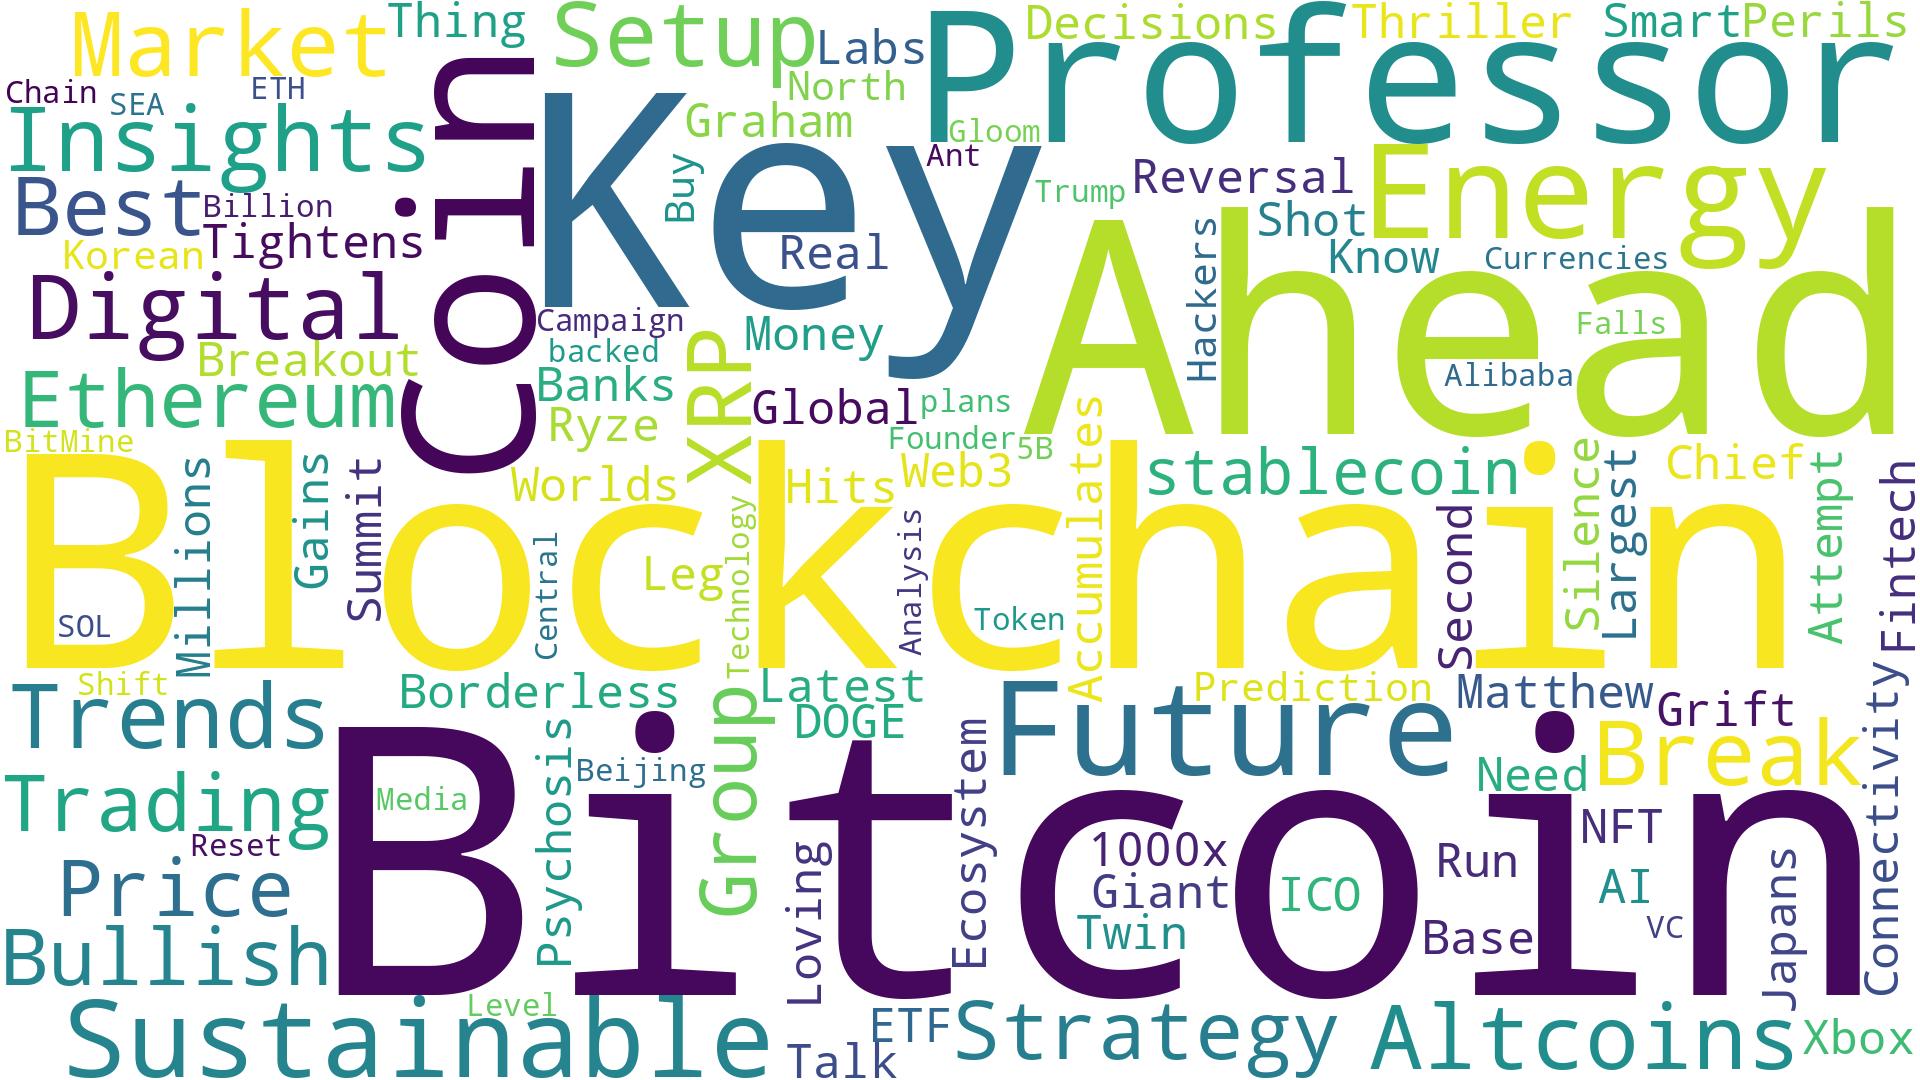 Market
Thing
Setup
Labs
Professor
Decisions
Thriller
Smart
Perils
Chain
SEA
ETH
Coin
Key
North
Graham
Gloom
Insights
Ant
Buy
Reversal
Energy
Best
Billion
Trump
Shot
Korean
Tightens
Real
Ahead
Hackers
Know
Currencies
Digital
Campaign
Money
Falls
Breakout
backed
XRP
Alibaba
Ethereum
Banks
Ryze
Global
plans
BitMine
Founder
5B
Accumulates
Blockchain
Millions
Gains
Summit
Worlds
Hits
Web3
stablecoin
Silence
Largest
Chief
Attempt
Fintech
Central
Leg
Technology
Analysis
Second
SOL
Token
Shift
Trends
Borderless
Group
Latest
DOGE
Future
Prediction
Matthew
Grift
Connectivity
Bitcoin
Psychosis
Beijing
Ecosystem
Need
Break
Trading
Media
Reset
Loving
1000x
Run
NFT
Price
Giant
ICO
AI
Japans
Bullish
Twin
Base
VC
Sustainable
Level
Talk
ETF
Strategy
Altcoins
Xbox